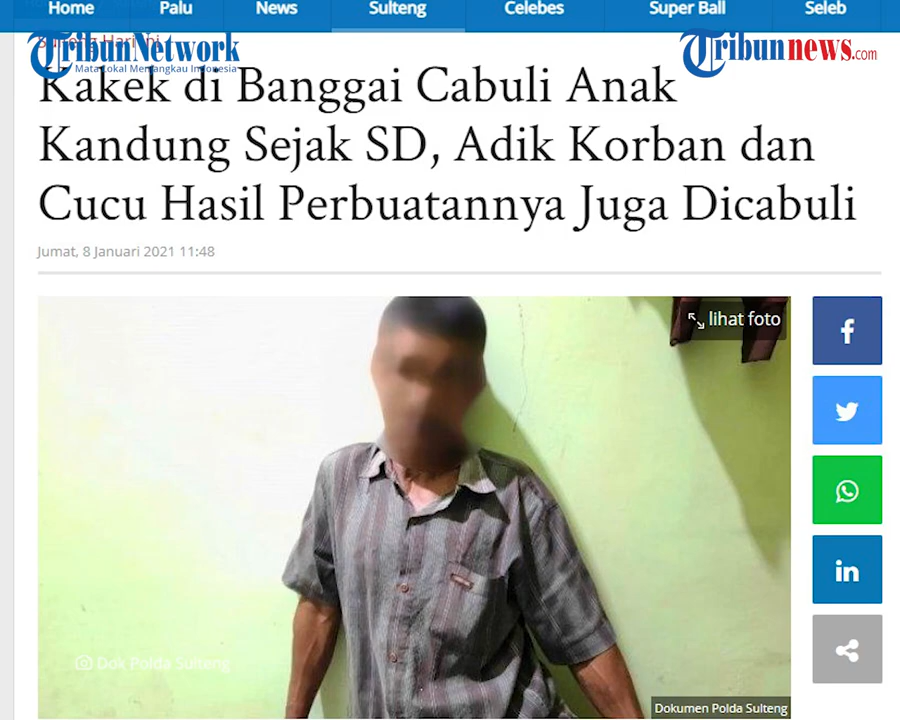 Home Palu News Sulteng Celebes Super Ball Seleb
TribunNetwork
Mata Lokal Menjangkau Indonesia
Tribunnews.com
Kakek di Banggai Cabuli Anak
Kandung Sejak SD, Adik Korban dan
Cucu Hasil Perbuatannya Juga Dicabuli
Jumat, 8 Januari 2021 11:48
lihat foto
f
in
Dok Polda Sulteng
Dokumen Polda Sulteng